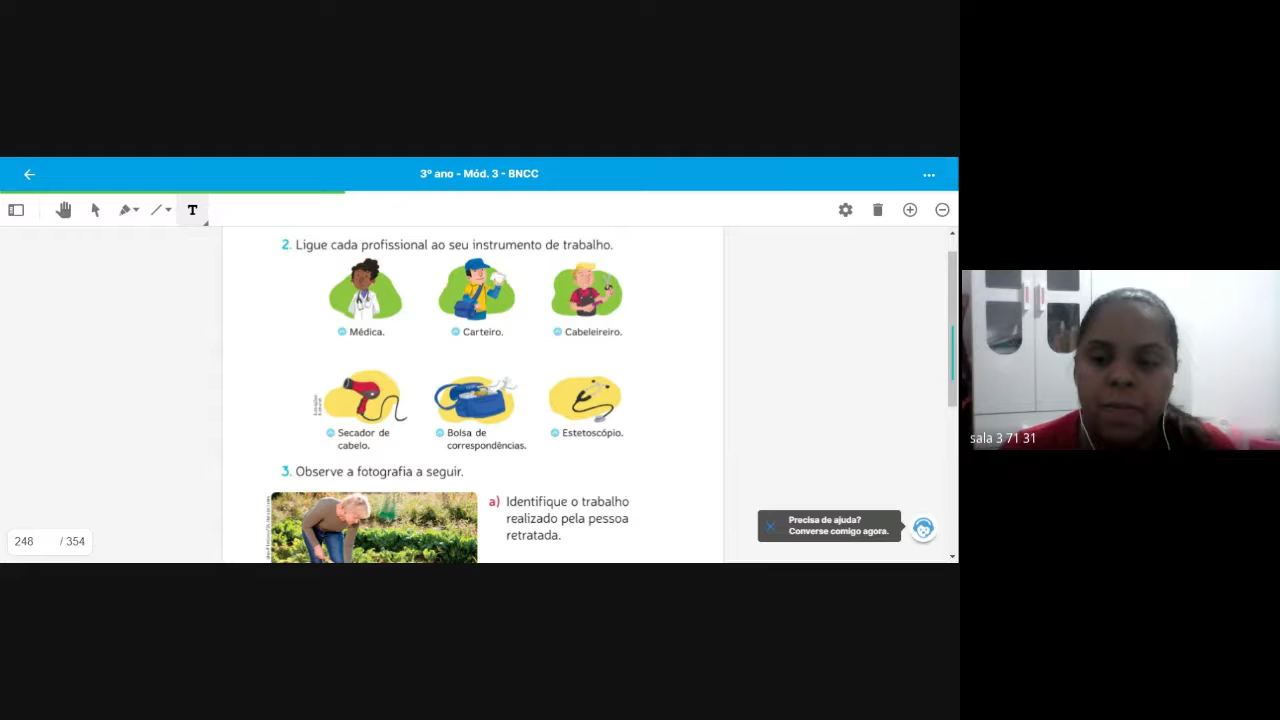 3º ano - Mód. 3 - BNCC
T
2. Ligue cada profissional ao seu instrumento de trabalho.
Médica.
Carteiro.
Cabeleireiro.
Secador de
cabelo.
Bolsa de
correspondências.
Estetoscópio.
3. Observe a fotografia a seguir.
a) Identifique o trabalho
realizado pela pessoa
retratada.
248 / 354
Precisa de ajuda?
Converse comigo agora.
sala 3 71 31